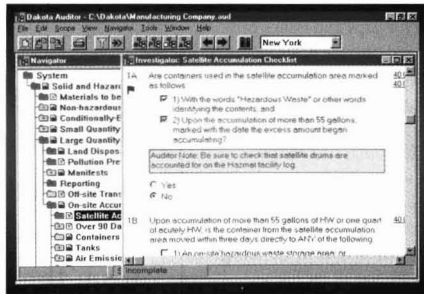 Dakota Auditor - C:\Dakota\Manufacturing Company.aud
File Edit Scope View Navigator Tools Window Help
New York
Navigator
System
Solid and Hazar
Materials to be
Non-hazardous
Conditionally-E
Small Quantity
Large Quantity
Land Dispos
Pollution Pre
Manifests
Reporting
Off-site Trans
On-site Accur
Satellite Ac
Over 90 Da
Containers
Tanks
Air Emissio
Investigator: Satellite Accumulation Checklist
1A Are containers used in the satellite accumulation area marked
as follows:
1) With the words "Hazardous Waste" or other words
identifying the contents, and
2) Upon the accumulation of more than 55 gallons,
marked with the date the excess amount began
accumulating?
Auditor Note: Be sure to check that satellite drums are
accounted for on the Hazmat facility log.
Yes
No
1B Upon accumulation of more than 55 gallons of HW or one quart
of acutely HW, is the container from the satellite accumulation
area moved within three days directly to ANY of the following
1) An on-site hazardous waste storage area, or
Incomplete